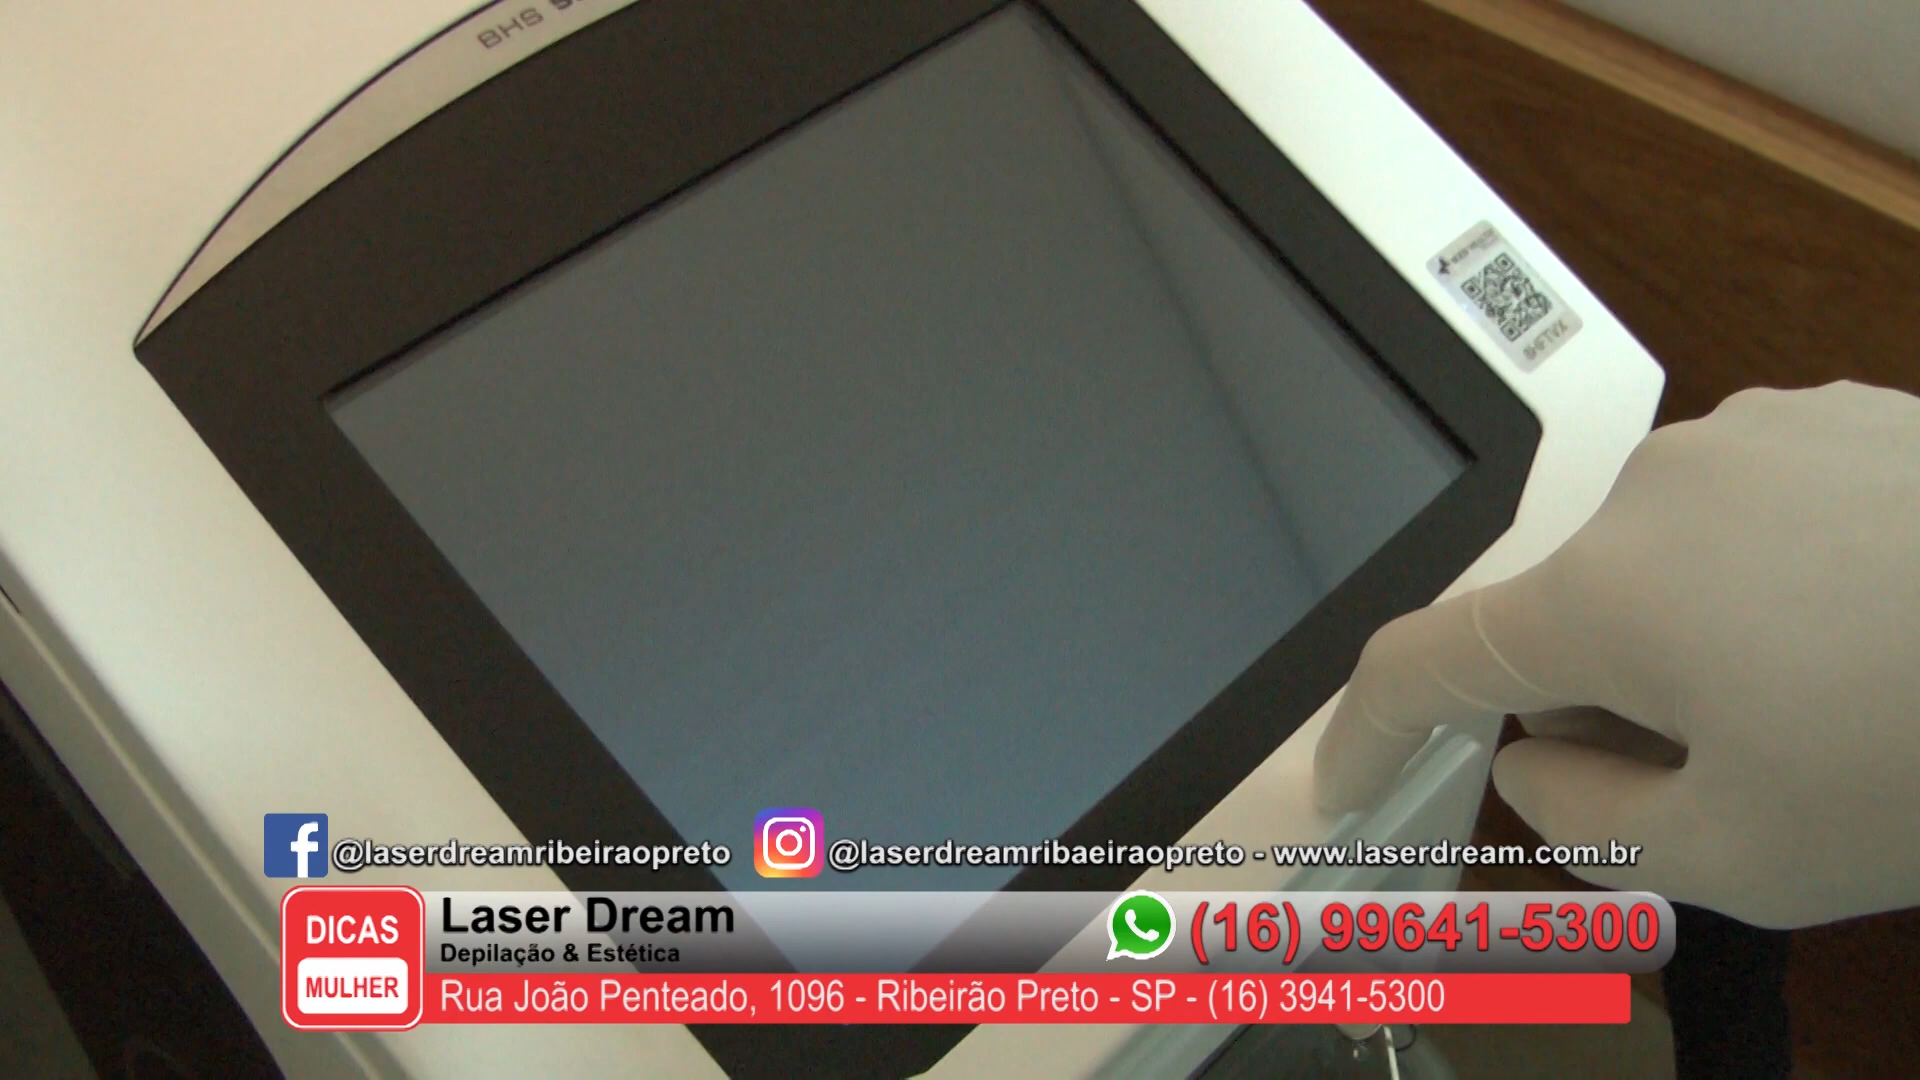 BHS
@laserdreamribeiraopreto
@laserdreamribaeiraopreto - www.laserdream.com.br
DICAS
MULHER
Laser Dream
Depilação & Estética
(16) 99641-5300
Rua João Penteado, 1096 - Ribeirão Preto - SP - (16) 3941-5300